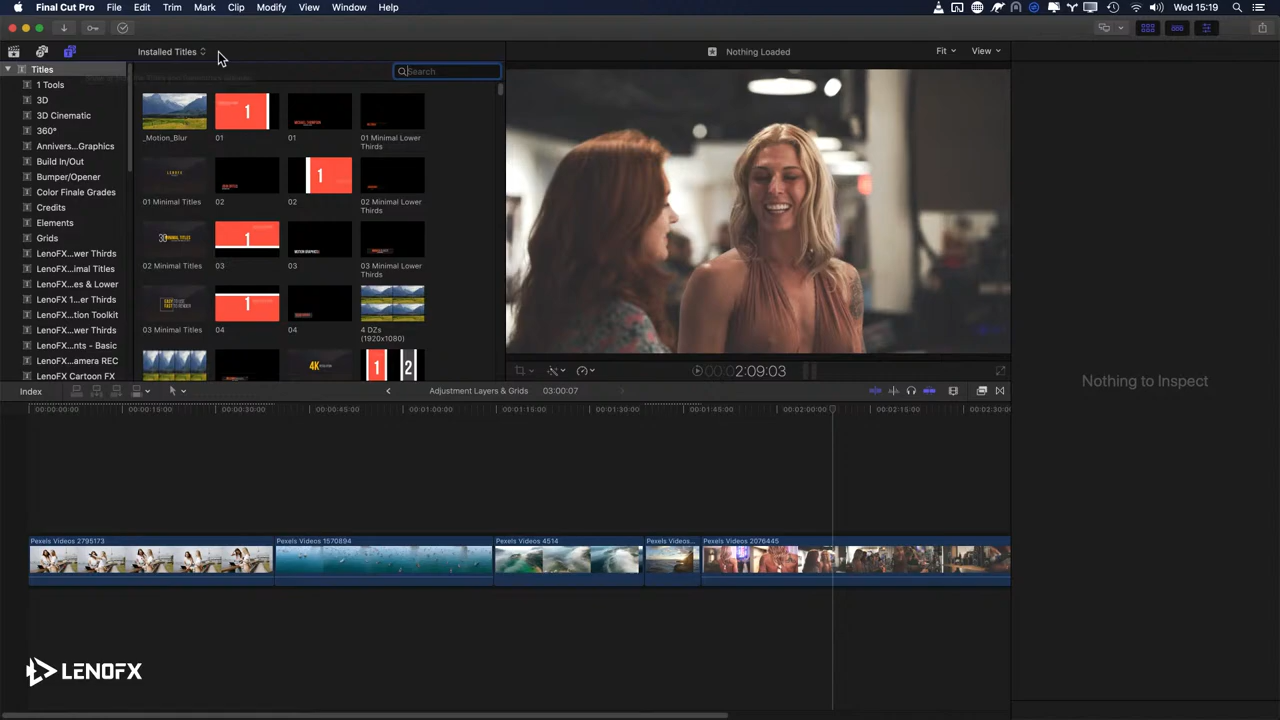 Final Cut Pro File Edit Trim Mark Clip Modify View Window Help Wed 15:19
Installed Titles
Nothing Loaded
Fit View
Search
Titles
1 Tools
3D
3D Cinematic
360°
Annivers...Graphics
Build In/Out
Bumper/Opener
Color Finale Grades
Credits
Elements
Grids
LenoFX...wer Thirds
LenoFX...imal Titles
LenoFX...es & Lower
LenoFX 1...er Thirds
LenoFX...tion Toolkit
LenoFX...wer Thirds
LenoFX...nts - Basic
LenoFX...amera REC
LenoFX Cartoon FX
1
_Motion_Blur
01
01
01 Minimal Lower
Thirds
1
01 Minimal Titles
02
02
02 Minimal Lower
Thirds
1
02 Minimal Titles
03
03
03 Minimal Lower
Thirds
1
03 Minimal Titles
04
04
4 DZs
(1920x1080)
4K
1 2
00:00:2:09:03
Nothing to Inspect
Index
Adjustment Layers & Grids
03:00:07
00:00:00:00
00:00:15:00
00:00:30:00
00:00:45:00
00:01:00:00
00:01:15:00
00:01:30:00
00:01:45:00
00:02:00:00
00:02:15:00
00:02:30:0
Pexels Videos 2795173
Pexels Videos 1570894
Pexels Videos 4514
Pexels Videos...
Pexels Videos 2076445
LENOFX